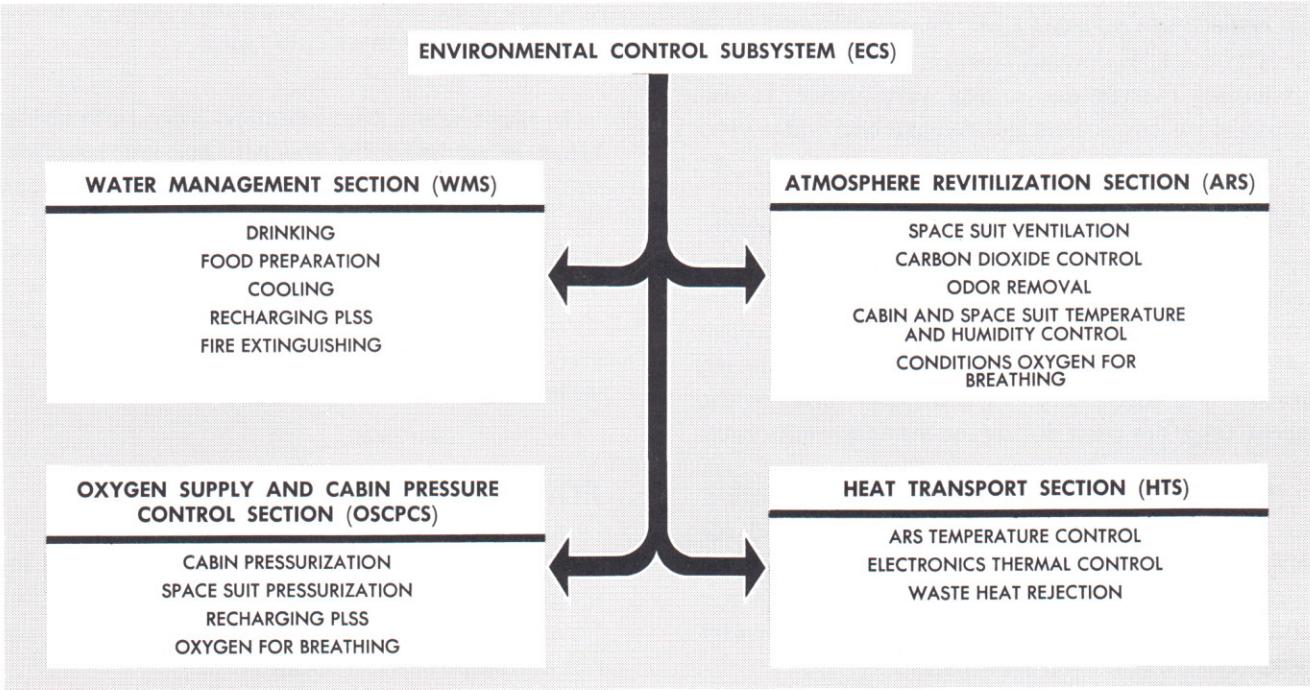 ENVIRONMENTAL CONTROL SUBSYSTEM (ECS)
WATER MANAGEMENT SECTION (WMS)
DRINKING
FOOD PREPARATION
COOLING
RECHARGING PLSS
FIRE EXTINGUISHING
ATMOSPHERE REVITILIZATION SECTION (ARS)
SPACE SUIT VENTILATION
CARBON DIOXIDE CONTROL
ODOR REMOVAL
CABIN AND SPACE SUIT TEMPERATURE
AND HUMIDITY CONTROL
CONDITIONS OXYGEN FOR
BREATHING
OXYGEN SUPPLY AND CABIN PRESSURE
CONTROL SECTION (OSCPCS)
CABIN PRESSURIZATION
SPACE SUIT PRESSURIZATION
RECHARGING PLSS
OXYGEN FOR BREATHING
HEAT TRANSPORT SECTION (HTS)
ARS TEMPERATURE CONTROL
ELECTRONICS THERMAL CONTROL
WASTE HEAT REJECTION